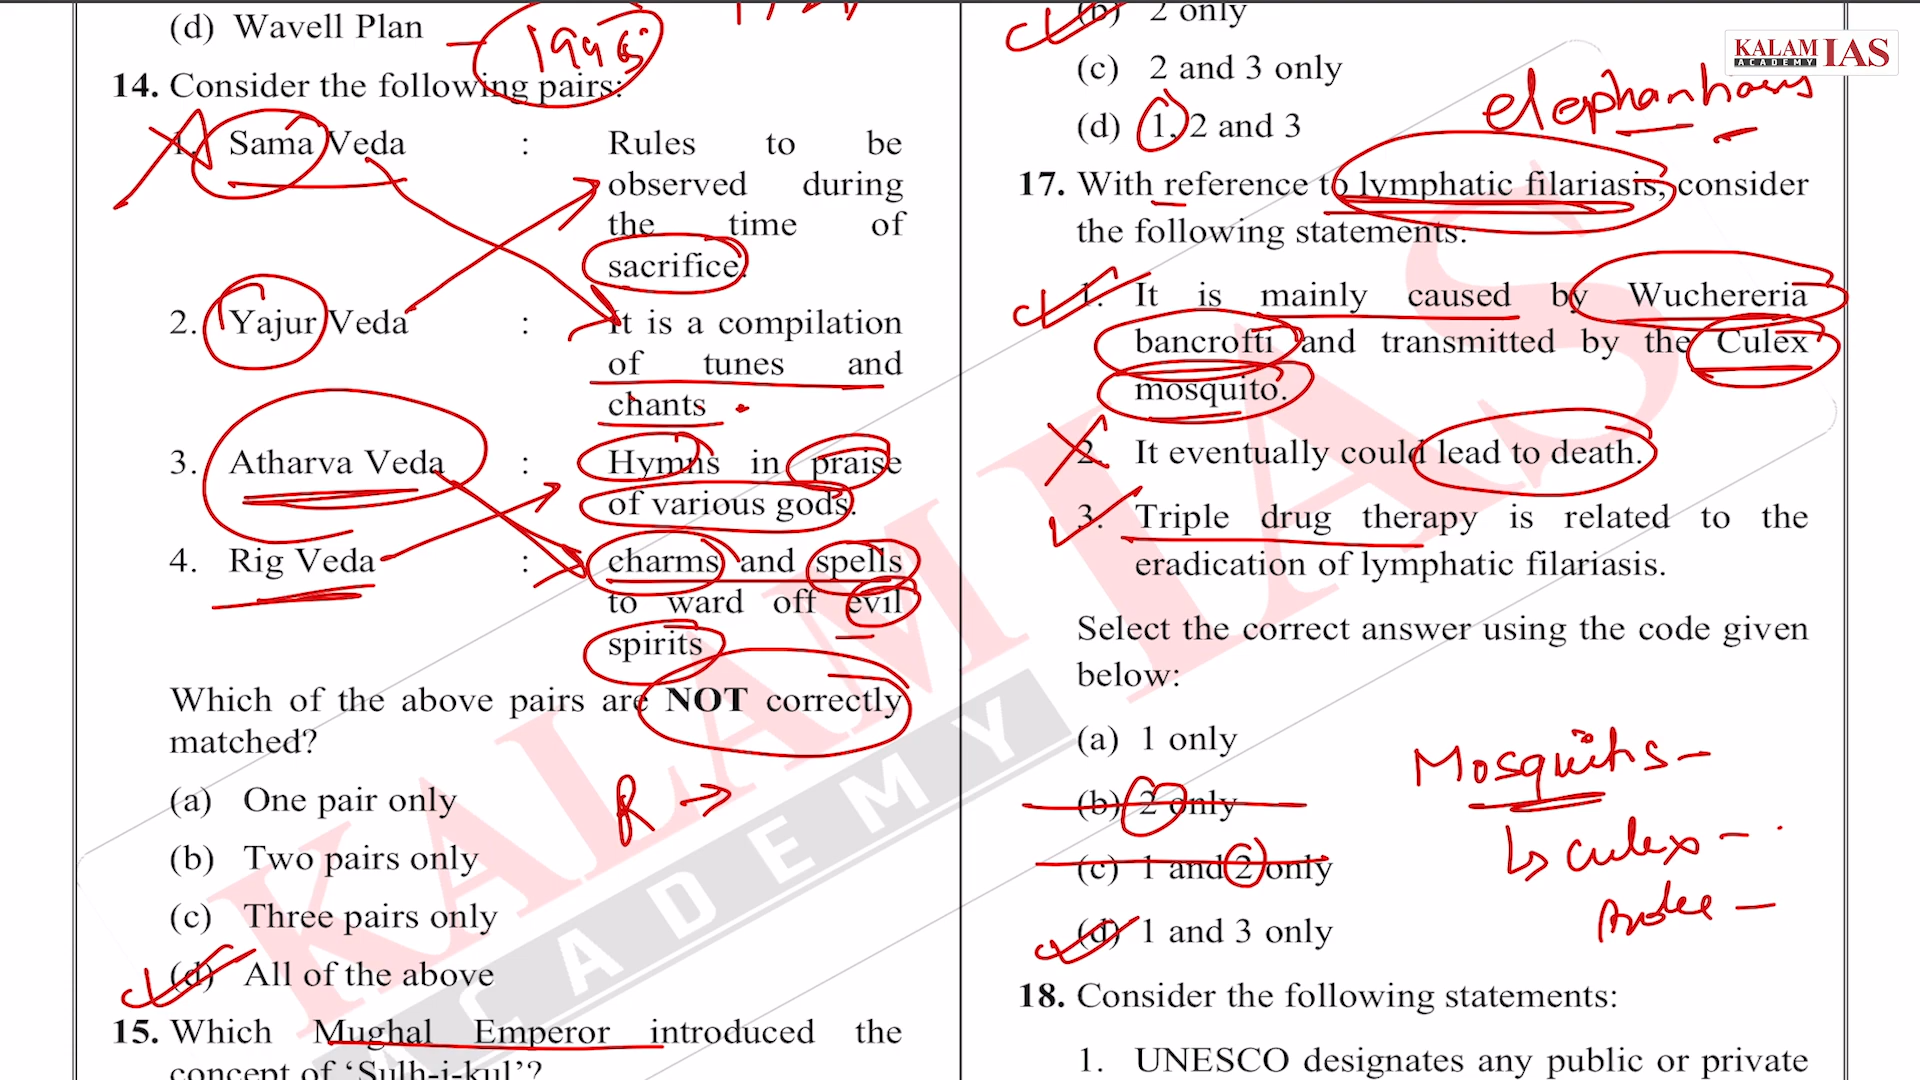 (d) Wavell Plan
14. Consider the following pairs:
1. Sama Veda : Rules to be
observed during
the time of
sacrifice.
2. Yajur Veda : It is a compilation
of tunes and
chants
3. Atharva Veda : Hymns in praise
of various gods.
4. Rig Veda : charms and spells
to ward off evil
spirits
Which of the above pairs are NOT correctly
matched?
R →
(a) One pair only
(b) Two pairs only
(c) Three pairs only
(d) All of the above
15. Which Mughal Emperor introduced the
concept of ‘Sulh-i-kul’?
(b) 2 only
(c) 2 and 3 only
(d) 1, 2 and 3
KALAM IAS
ACADEMY
17. With reference to lymphatic filariasis, consider
the following statements:
1. It is mainly caused by Wuchereria
bancrofti and transmitted by the Culex
mosquito.
2. It eventually could lead to death.
3. Triple drug therapy is related to the
eradication of lymphatic filariasis.
Select the correct answer using the code given
below:
(a) 1 only
(b) 2 only
(c) 1 and 2 only
(d) 1 and 3 only
Culex –
18. Consider the following statements:
1. UNESCO designates any public or private
KALAM IAS
ACADEMY